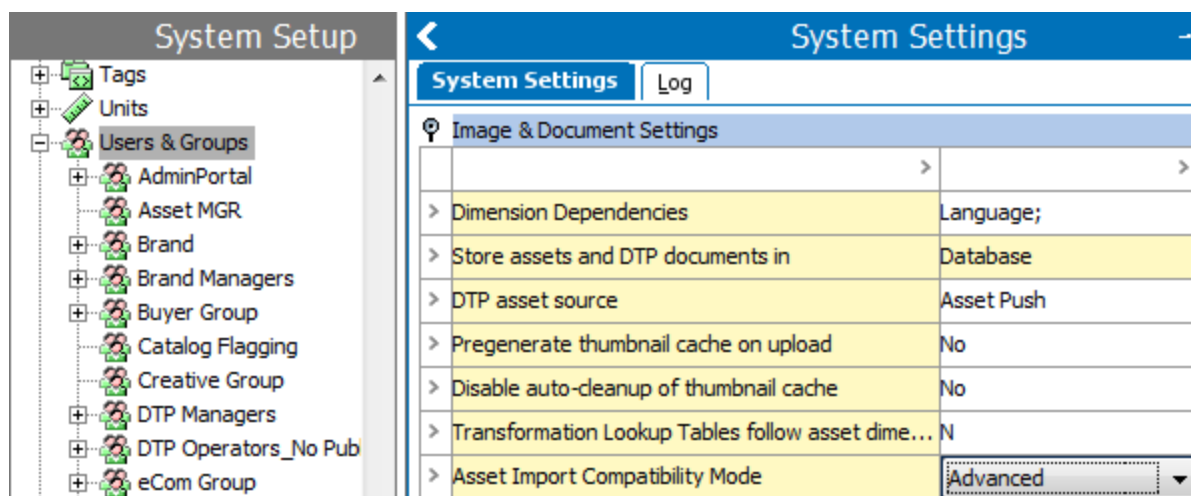 System Setup
Tags
Units
Users & Groups
AdminPortal
Asset MGR
Brand
Brand Managers
Buyer Group
Catalog Flagging
Creative Group
DTP Managers
DTP Operators_No Publ
eCom Group
System Settings
System Settings
Log
Image & Document Settings
Dimension Dependencies Language;
Store assets and DTP documents in Database
DTP asset source Asset Push
Pregenerate thumbnail cache on upload No
Disable auto-cleanup of thumbnail cache No
Transformation Lookup Tables follow asset dime... N
Asset Import Compatibility Mode Advanced